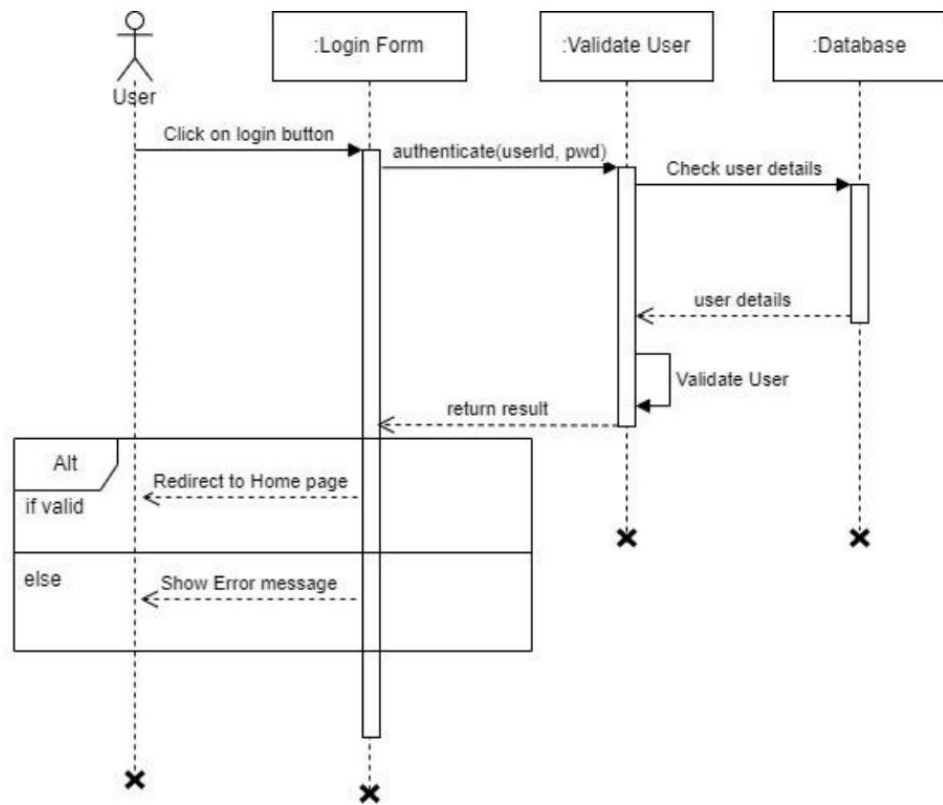 :Login Form
:Validate User
:Database
User
Click on login button
authenticate(userId, pwd)
Check user details
user details
Validate User
return result
Alt
Redirect to Home page
if valid
else
Show Error message